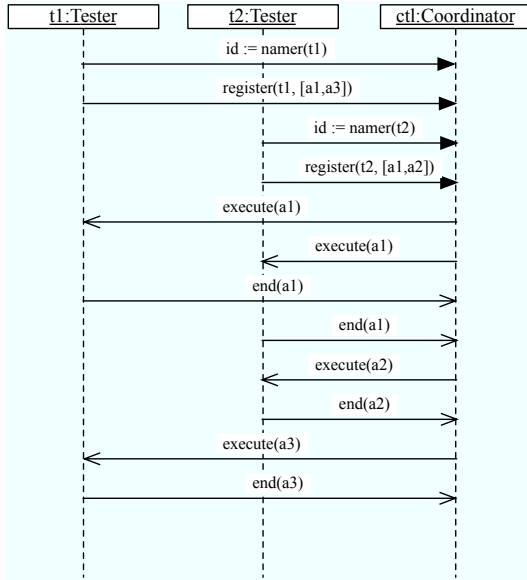 t1:Tester
t2:Tester
ctl:Coordinator
id := namer(t1)
register(t1, [a1,a3])
id := namer(t2)
register(t2, [a1,a2])
execute(a1)
execute(a1)
end(a1)
end(a1)
execute(a2)
end(a2)
execute(a3)
end(a3)